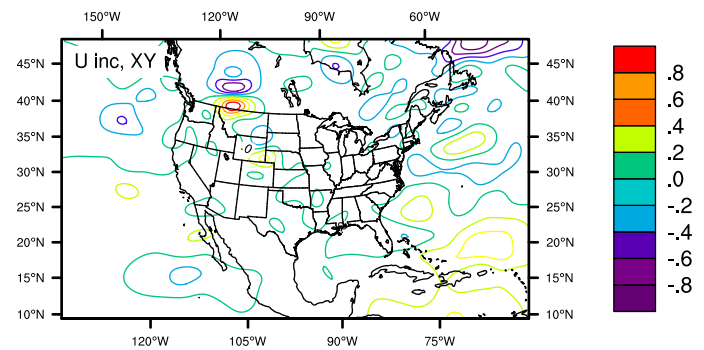 150°W 120°W 90°W 60°W
U inc, XY
45°N 45°N
40°N 40°N
35°N 35°N
30°N 30°N
25°N 25°N
20°N 20°N
15°N 15°N
10°N 10°N
120°W 105°W 90°W 75°W
.8
.6
.4
.2
.0
-.2
-.4
-.6
-.8
0